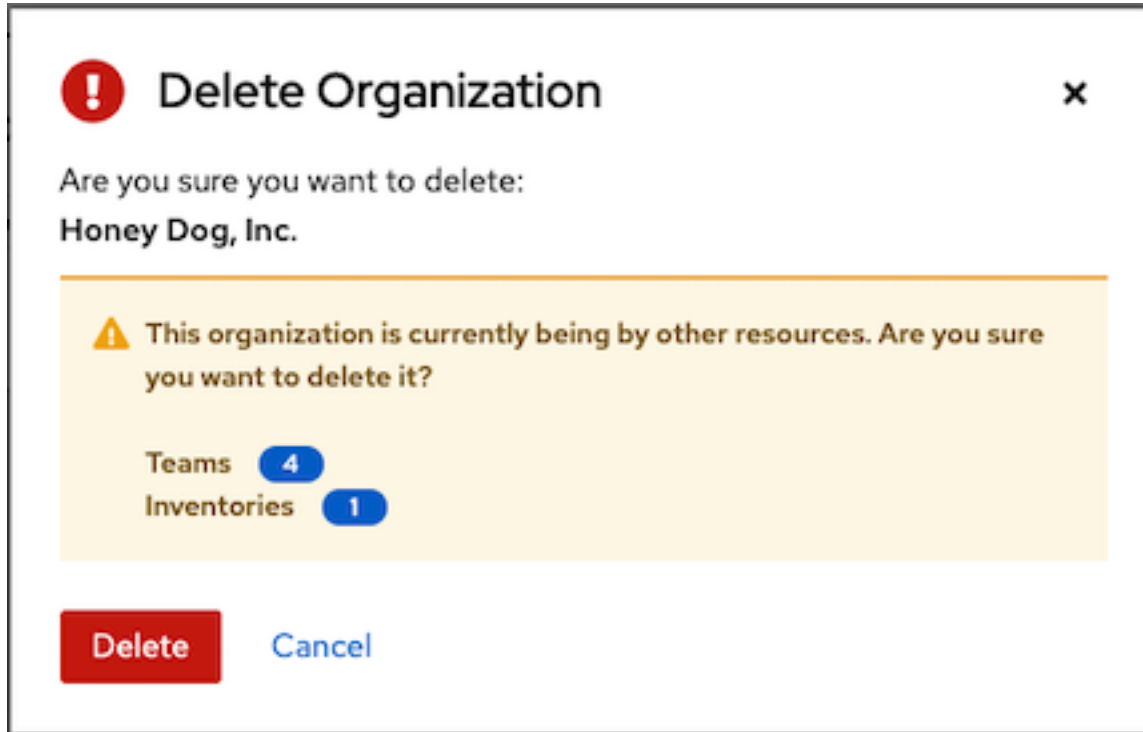 Delete Organization
Are you sure you want to delete:
Honey Dog, Inc.
This organization is currently being by other resources. Are you sure
you want to delete it?
Teams 4
Inventories 1
Delete Cancel